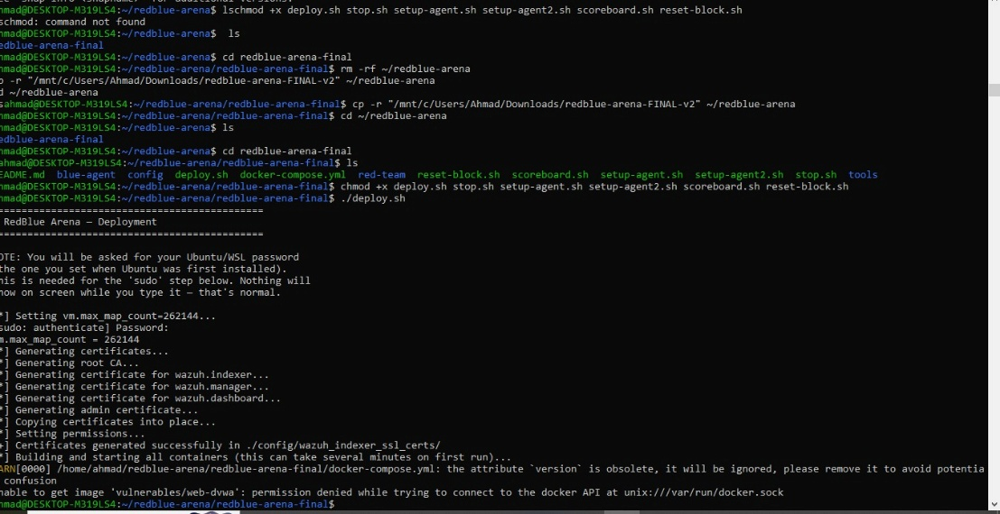 hmad@DESKTOP-M319LS4:~/redblue-arena$ lschmod +x deploy.sh stop.sh setup-agent.sh setup-agent2.sh scoreboard.sh reset-block.sh
schmod: command not found
hmad@DESKTOP-M319LS4:~/redblue-arena$  ls
edblue-arena-final
hmad@DESKTOP-M319LS4:~/redblue-arena$ cd redblue-arena-final
hmad@DESKTOP-M319LS4:~/redblue-arena/redblue-arena-final$ rm -rf ~/redblue-arena
p -r "/mnt/c/Users/Ahmad/Downloads/redblue-arena-FINAL-v2" ~/redblue-arena
d ~/redblue-arena
sahmad@DESKTOP-M319LS4:~/redblue-arena/redblue-arena-final$ cp -r "/mnt/c/Users/Ahmad/Downloads/redblue-arena-FINAL-v2" ~/redblue-arena
hmad@DESKTOP-M319LS4:~/redblue-arena/redblue-arena-final$ cd ~/redblue-arena
hmad@DESKTOP-M319LS4:~/redblue-arena$ ls
edblue-arena-final
hmad@DESKTOP-M319LS4:~/redblue-arena$ cd redblue-arena-final
ahmad@DESKTOP-M319LS4:~/redblue-arena/redblue-arena-final$ ls
EADME.md  blue-agent  config  deploy.sh  docker-compose.yml  red-team  reset-block.sh  scoreboard.sh  setup-agent.sh  setup-agent2.sh  stop.sh  tools
hmad@DESKTOP-M319LS4:~/redblue-arena/redblue-arena-final$ chmod +x deploy.sh stop.sh setup-agent.sh setup-agent2.sh scoreboard.sh reset-block.sh
hmad@DESKTOP-M319LS4:~/redblue-arena/redblue-arena-final$ ./deploy.sh
=============================================
RedBlue Arena — Deployment
=============================================
OTE: You will be asked for your Ubuntu/WSL password
the one you set when Ubuntu was first installed).
his is needed for the 'sudo' step below. Nothing will
how on screen while you type it — that's normal.
*] Setting vm.max_map_count=262144...
sudo: authenticate] Password:
m.max_map_count = 262144
*] Generating certificates...
*] Generating root CA...
*] Generating certificate for wazuh.indexer...
*] Generating certificate for wazuh.manager...
*] Generating certificate for wazuh.dashboard...
*] Generating admin certificate...
*] Copying certificates into place...
*] Setting permissions...
+] Certificates generated successfully in ./config/wazuh_indexer_ssl_certs/
*] Building and starting all containers (this can take several minutes on first run)...
ARN[0000] /home/ahmad/redblue-arena/redblue-arena-final/docker-compose.yml: the attribute `version` is obsolete, it will be ignored, please remove it to avoid potentia
confusion
nable to get image 'vulnerables/web-dvwa': permission denied while trying to connect to the docker API at unix:///var/run/docker.sock
hmad@DESKTOP-M319LS4:~/redblue-arena/redblue-arena-final$